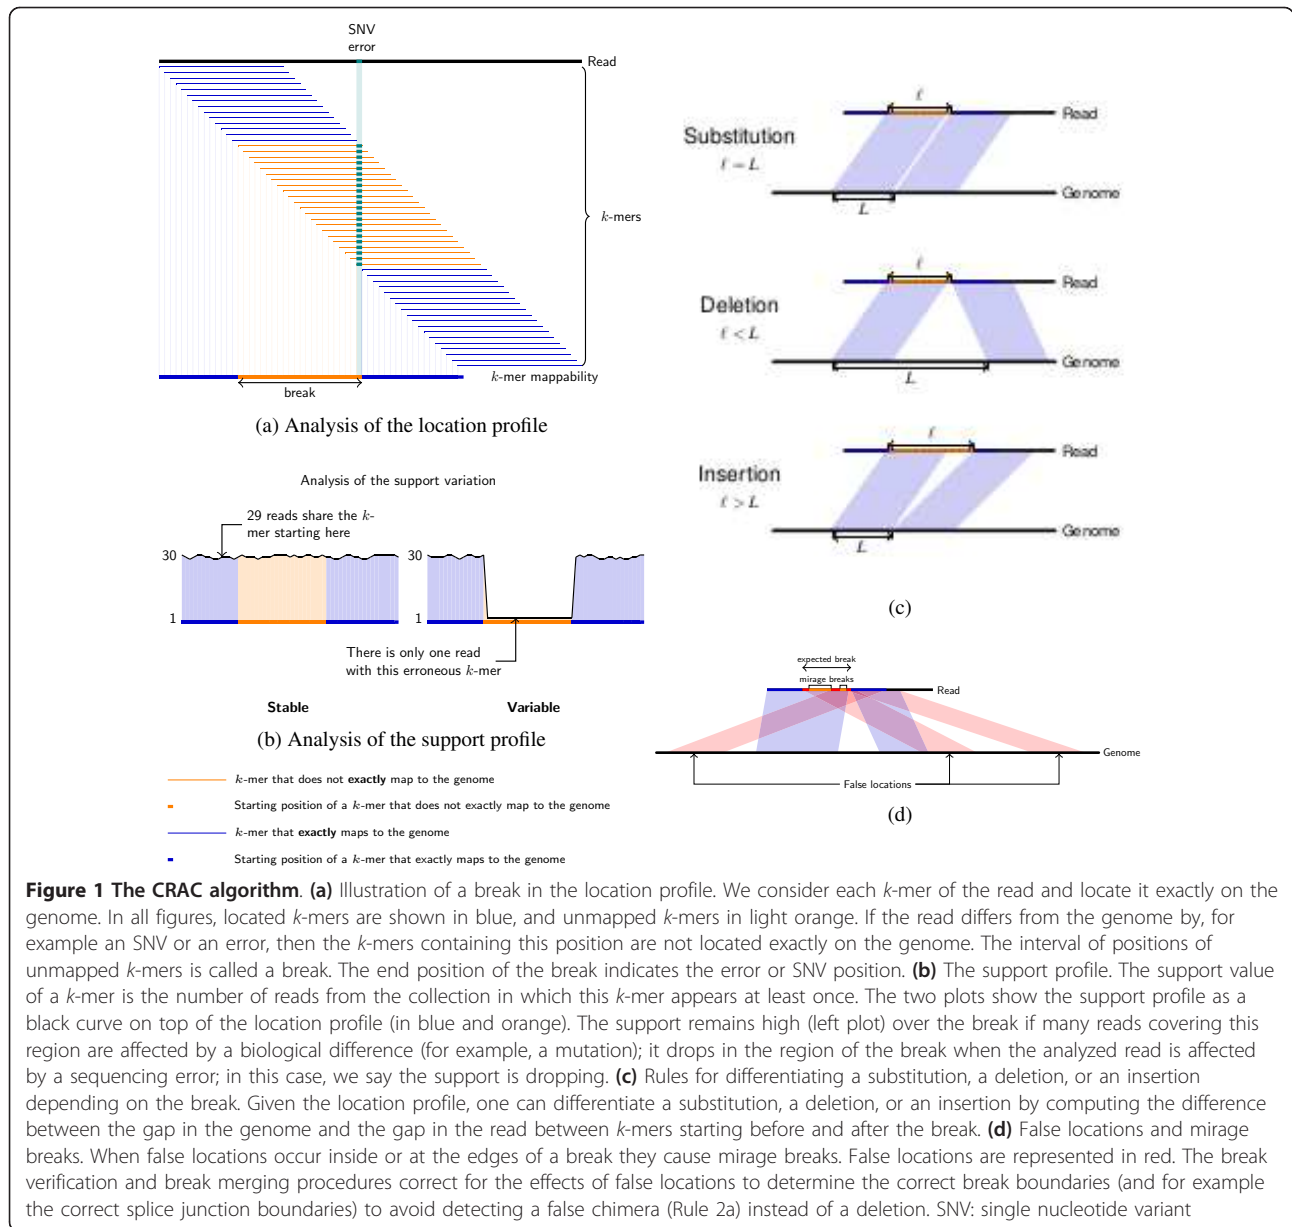 SNV
error
Read
k-mers
k-mer mappability
break
(a) Analysis of the location profile
Analysis of the support variation
29 reads share the k-
mer starting here
30
1
30
1
There is only one read
with this erroneous k-mer
Stable
Variable
(b) Analysis of the support profile
k-mer that does not exactly map to the genome
Starting position of a k-mer that does not exactly map to the genome
k-mer that exactly maps to the genome
Starting position of a k-mer that exactly maps to the genome
ℓ
Read
Substitution
ℓ = L
Genome
L
ℓ
Read
Deletion
ℓ < L
Genome
L
ℓ
Read
Insertion
ℓ > L
Genome
L
(c)
expected break
mirage breaks
Read
Genome
False locations
(d)
Figure 1 The CRAC algorithm. (a) Illustration of a break in the location profile. We consider each k-mer of the read and locate it exactly on the
genome. In all figures, located k-mers are shown in blue, and unmapped k-mers in light orange. If the read differs from the genome by, for
example an SNV or an error, then the k-mers containing this position are not located exactly on the genome. The interval of positions of
unmapped k-mers is called a break. The end position of the break indicates the error or SNV position. (b) The support profile. The support value
of a k-mer is the number of reads from the collection in which this k-mer appears at least once. The two plots show the support profile as a
black curve on top of the location profile (in blue and orange). The support remains high (left plot) over the break if many reads covering this
region are affected by a biological difference (for example, a mutation); it drops in the region of the break when the analyzed read is affected
by a sequencing error; in this case, we say the support is dropping. (c) Rules for differentiating a substitution, a deletion, or an insertion
depending on the break. Given the location profile, one can differentiate a substitution, a deletion, or an insertion by computing the difference
between the gap in the genome and the gap in the read between k-mers starting before and after the break. (d) False locations and mirage
breaks. When false locations occur inside or at the edges of a break they cause mirage breaks. False locations are represented in red. The break
verification and break merging procedures correct for the effects of false locations to determine the correct break boundaries (and for example
the correct splice junction boundaries) to avoid detecting a false chimera (Rule 2a) instead of a deletion. SNV: single nucleotide variant